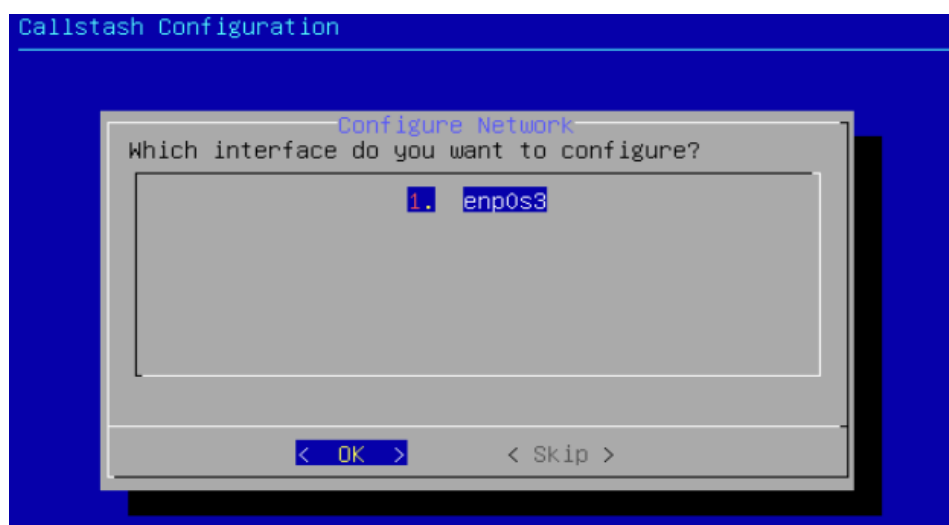 Callstash Configuration
Configure Network
Which interface do you want to configure?
1. enp0s3
< OK > < Skip >